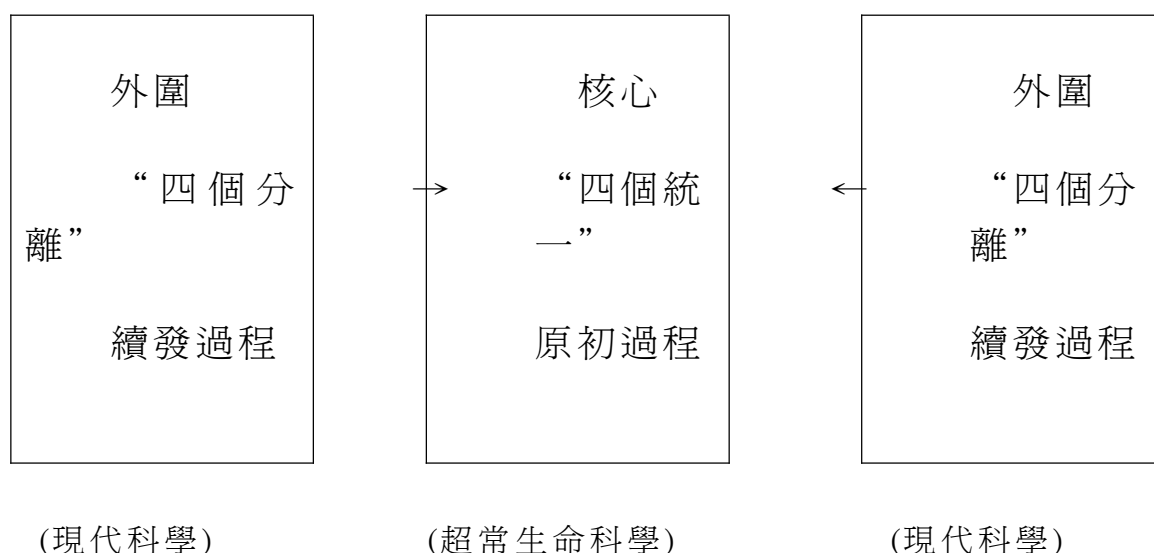 外圍
“四個分
離”
續發過程
(現代科學)
→
核心
“四個統
一”
原初過程
(超常生命科學)
←
外圍
“四個分
離”
續發過程
(現代科學)